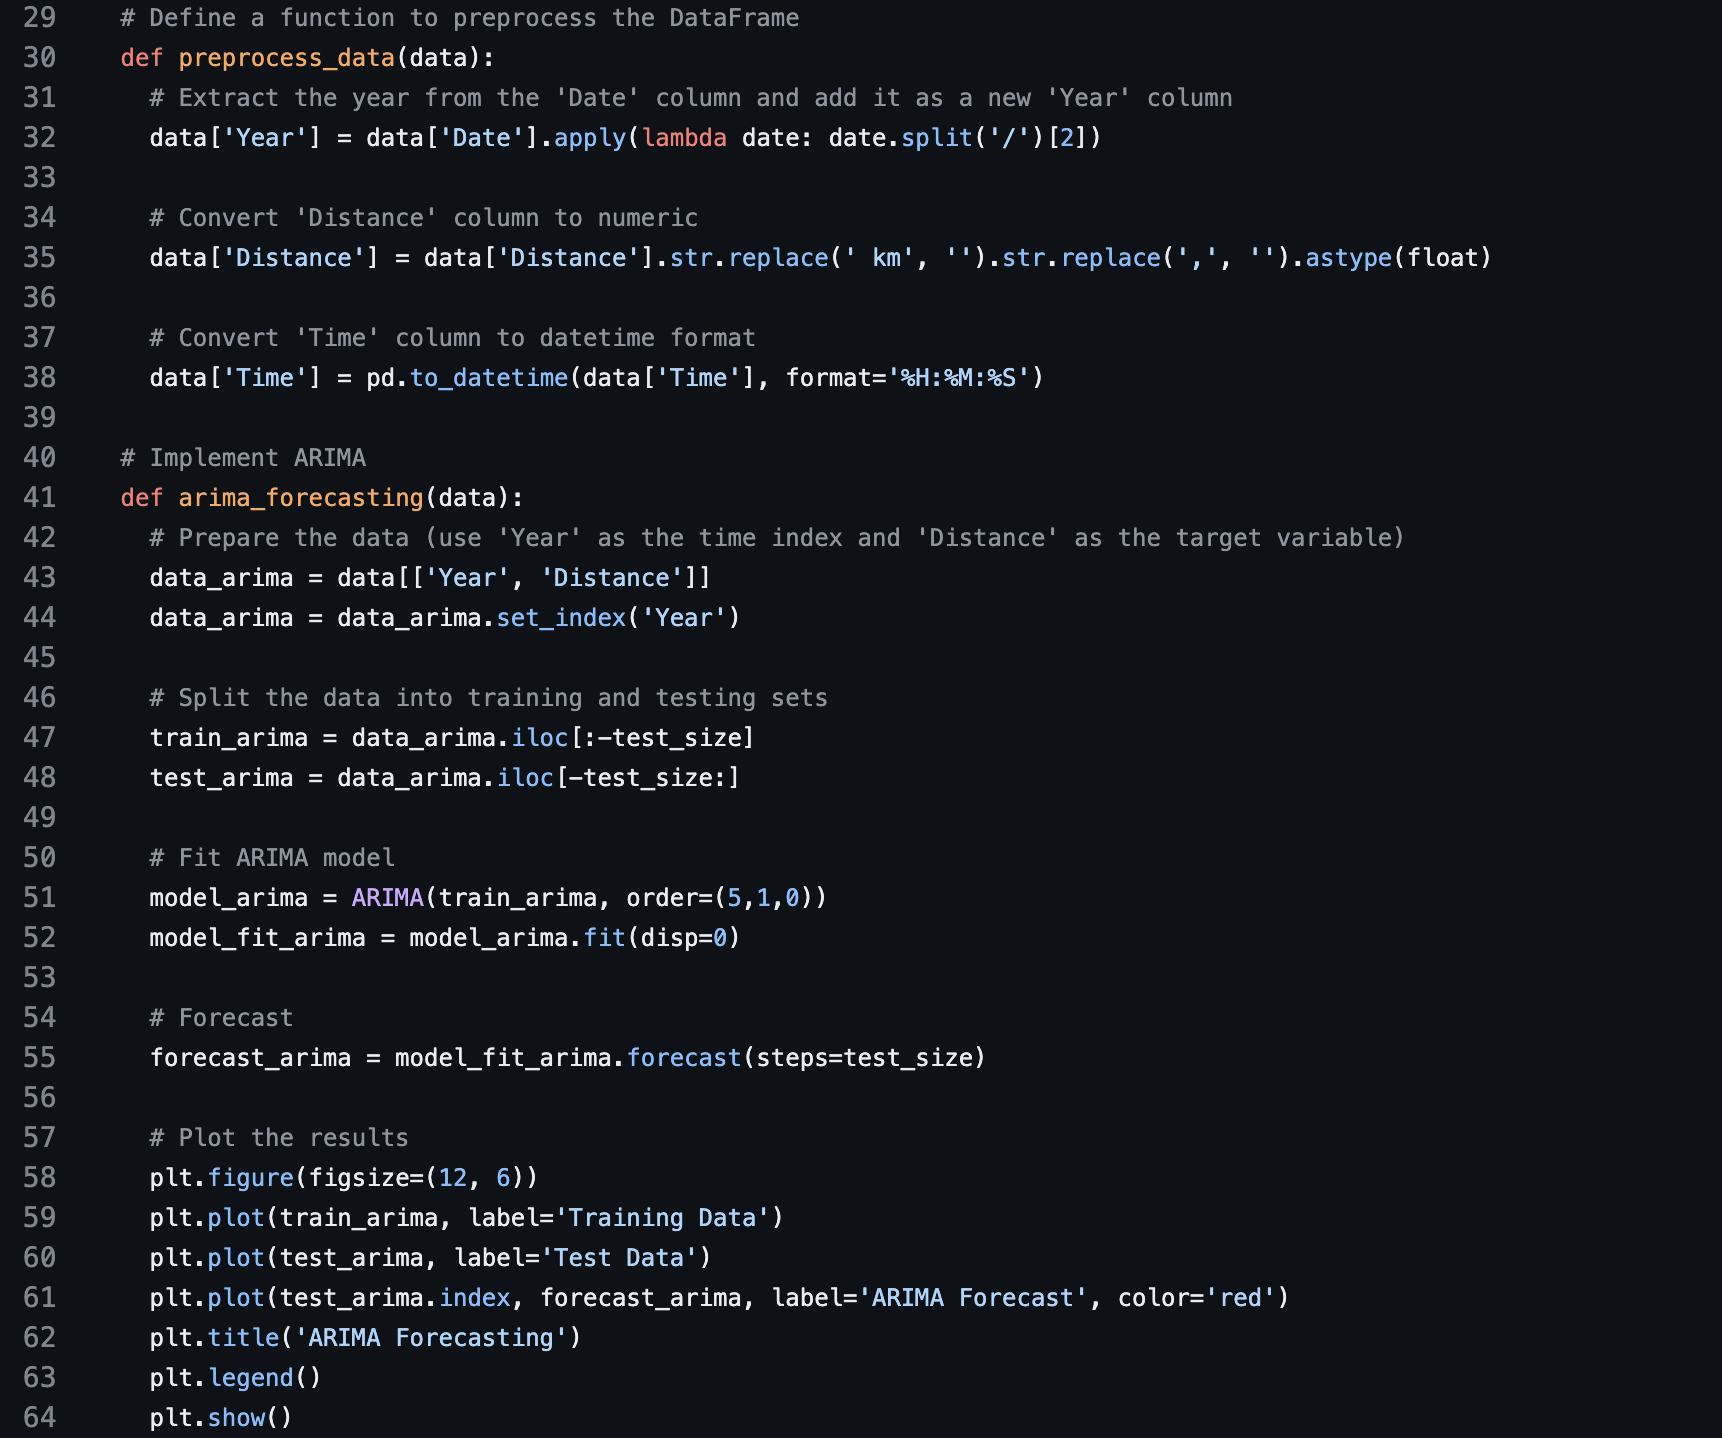 29 # Define a function to preprocess the DataFrame
30 def preprocess_data(data):
31 # Extract the year from the 'Date' column and add it as a new 'Year' column
32 data['Year'] = data['Date'].apply(lambda date: date.split('/')[2])
33
34 # Convert 'Distance' column to numeric
35 data['Distance'] = data['Distance'].str.replace(' km', '').str.replace(',', '').astype(float)
36
37 # Convert 'Time' column to datetime format
38 data['Time'] = pd.to_datetime(data['Time'], format='%H:%M:%S')
39
40 # Implement ARIMA
41 def arima_forecasting(data):
42 # Prepare the data (use 'Year' as the time index and 'Distance' as the target variable)
43 data_arima = data[['Year', 'Distance']]
44 data_arima = data_arima.set_index('Year')
45
46 # Split the data into training and testing sets
47 train_arima = data_arima.iloc[:-test_size]
48 test_arima = data_arima.iloc[-test_size:]
49
50 # Fit ARIMA model
51 model_arima = ARIMA(train_arima, order=(5,1,0))
52 model_fit_arima = model_arima.fit(disp=0)
53
54 # Forecast
55 forecast_arima = model_fit_arima.forecast(steps=test_size)
56
57 # Plot the results
58 plt.figure(figsize=(12, 6))
59 plt.plot(train_arima, label='Training Data')
60 plt.plot(test_arima, label='Test Data')
61 plt.plot(test_arima.index, forecast_arima, label='ARIMA Forecast', color='red')
62 plt.title('ARIMA Forecasting')
63 plt.legend()
64 plt.show()